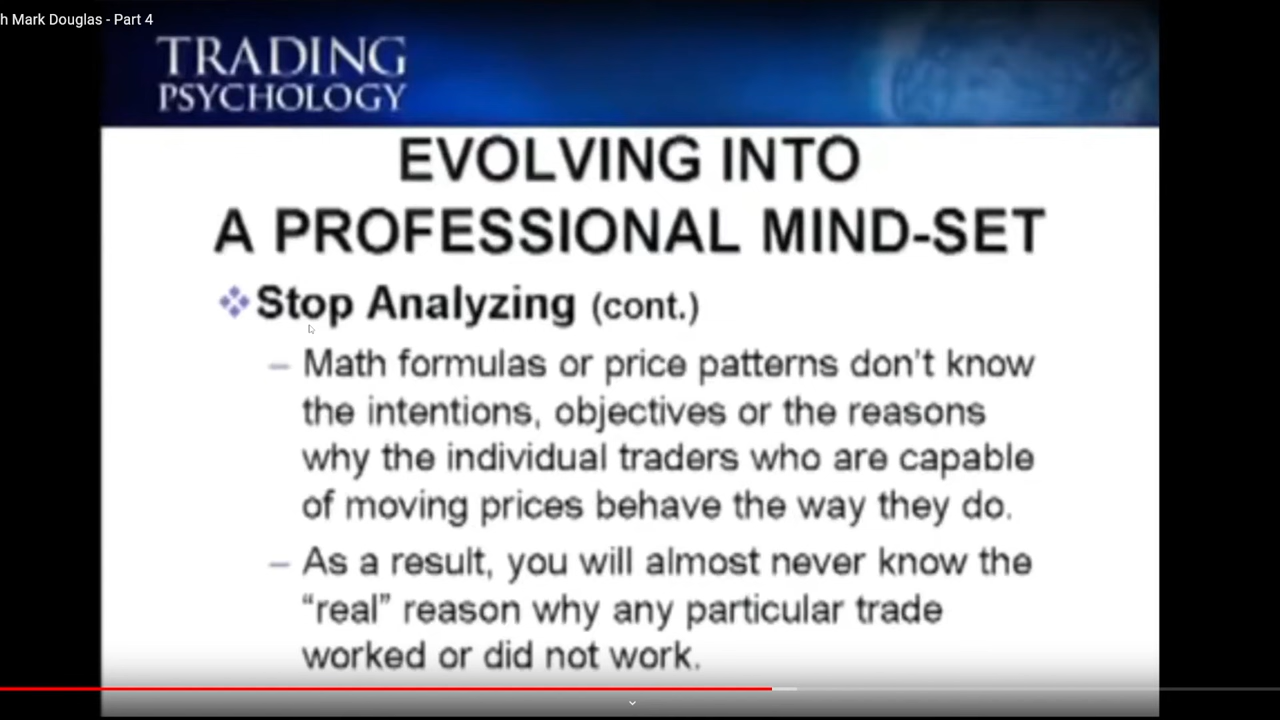 h Mark Douglas - Part 4
TRADING
PSYCHOLOGY
EVOLVING INTO
A PROFESSIONAL MIND-SET
Stop Analyzing (cont.)
– Math formulas or price patterns don't know
the intentions, objectives or the reasons
why the individual traders who are capable
of moving prices behave the way they do.
– As a result, you will almost never know the
“real” reason why any particular trade
worked or did not work.